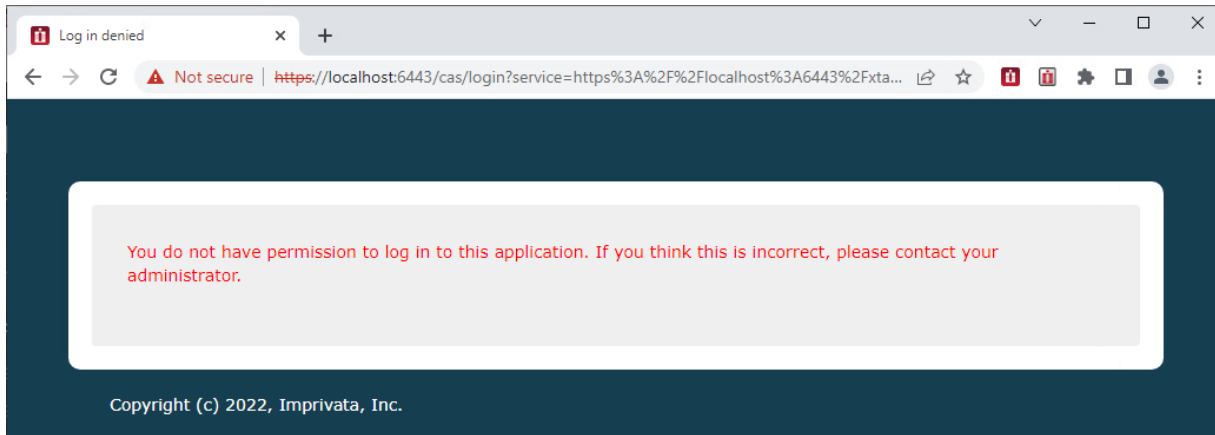 Log in denied
Not secure | https://localhost:6443/cas/login?service=https%3A%2F%2Flocalhost%3A6443%2Fxta...
You do not have permission to log in to this application. If you think this is incorrect, please contact your
administrator.
Copyright (c) 2022, Imprivata, Inc.